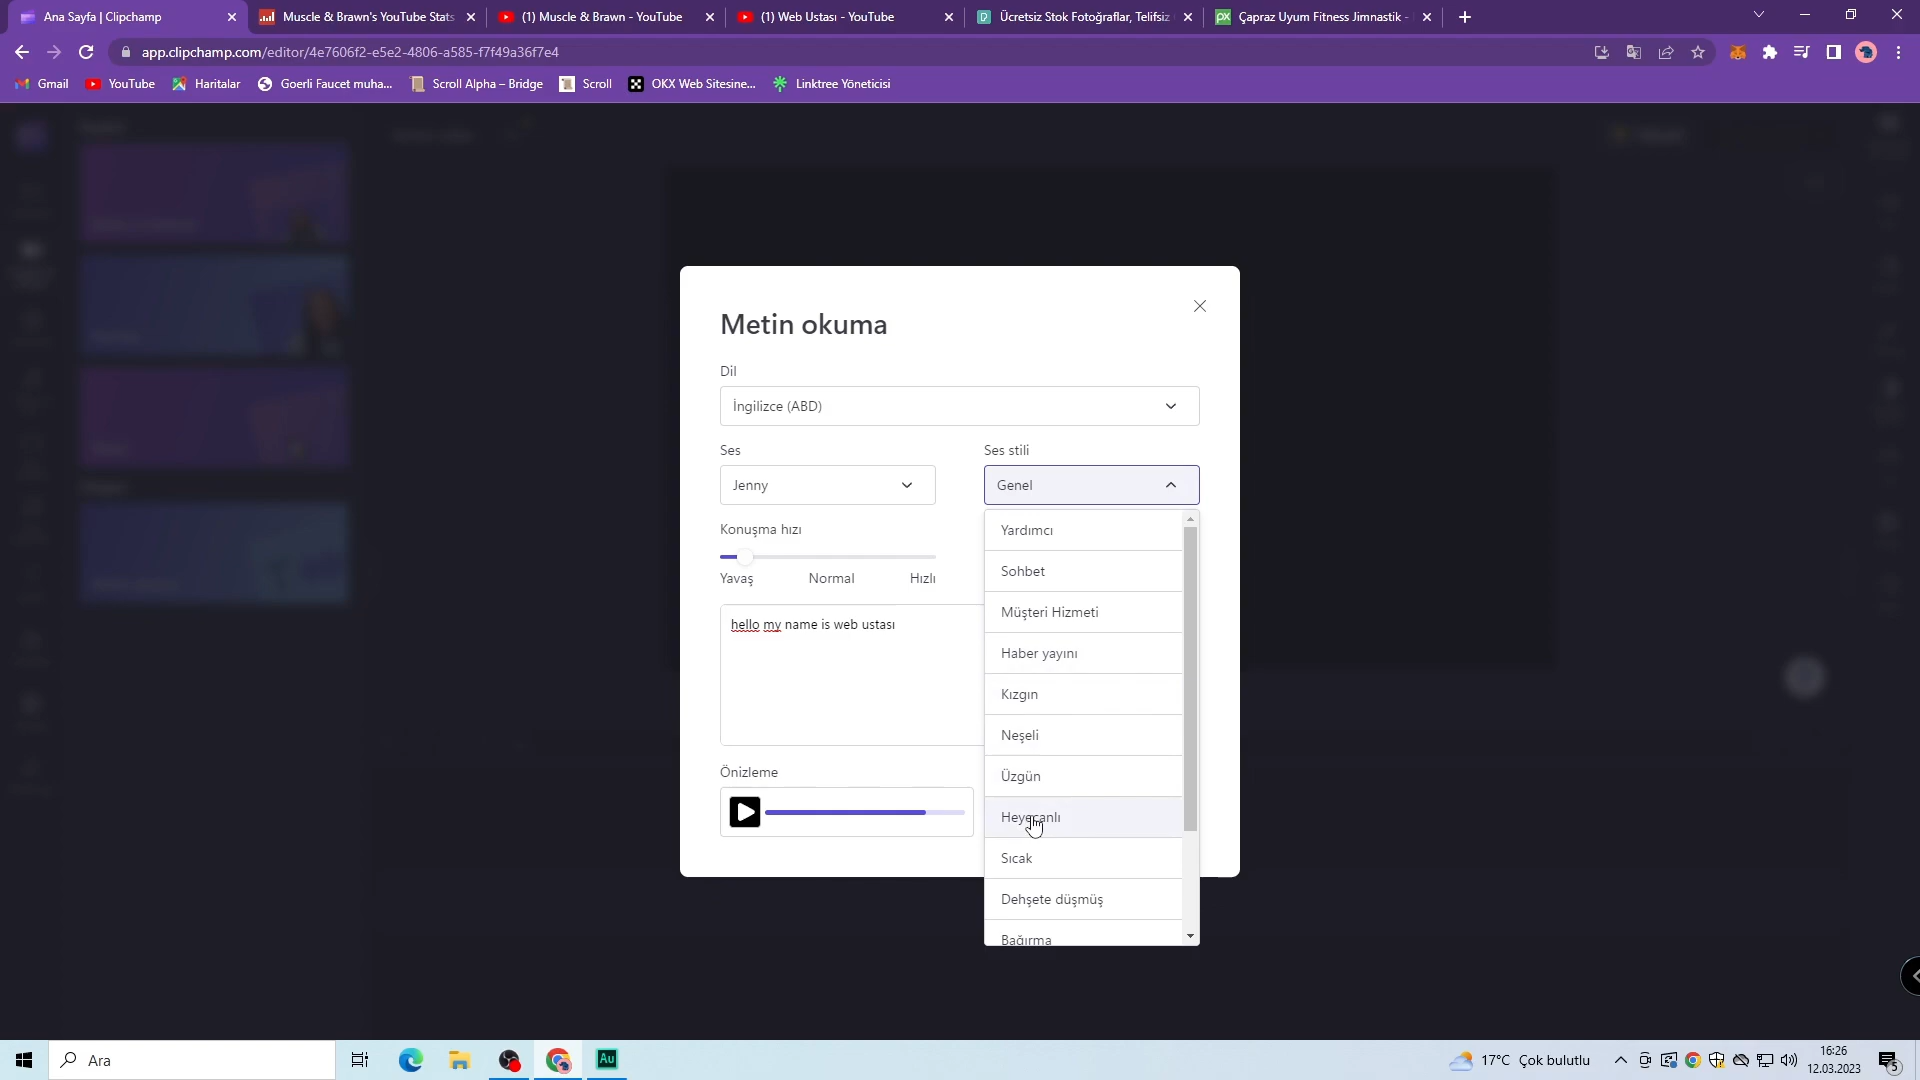 Ana Sayfa | Clipchamp
Muscle & Brawn's YouTube Stats
(1) Muscle & Brawn - YouTube
(1) Web Ustası - YouTube
Ücretsiz Stok Fotoğraflar, Telifsiz
Çapraz Uyum Fitness Jimnastik -
app.clipchamp.com/editor/4e7606f2-e5e2-4806-a585-f7f49a36f7e4
Gmail
YouTube
Haritalar
Goerli Faucet muha...
Scroll Alpha – Bridge
Scroll
OKX Web Sitesine...
Linktree Yöneticisi
Metin okuma
Dil
İngilizce (ABD)
Ses
Ses stili
Jenny
Genel
Konuşma hızı
Yavaş
Normal
Hızlı
hello my name is web ustası
Önizleme
Yardımcı
Sohbet
Müşteri Hizmeti
Haber yayını
Kızgın
Neşeli
Üzgün
Heyecanlı
Sıcak
Dehşete düşmüş
Bağırma
Ara
Au
17°C Çok bulutlu
16:26
12.03.2023
5